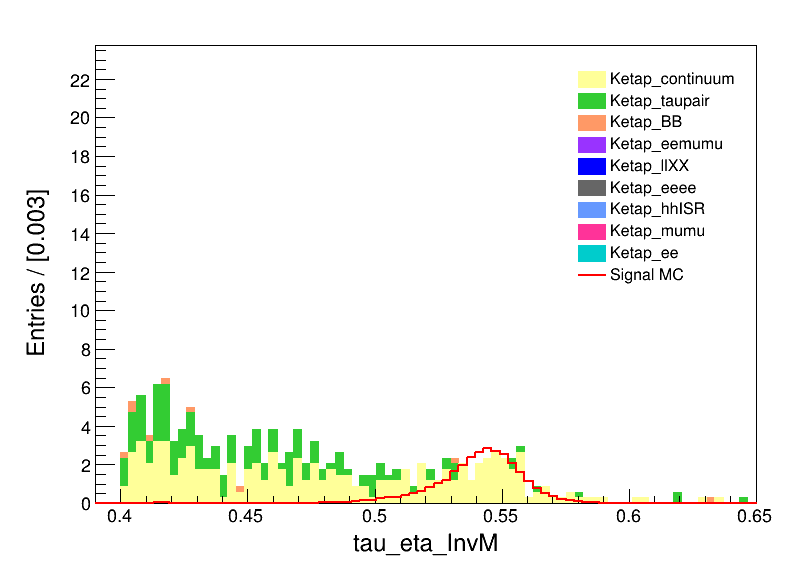 22
20
18
16
14
12
10
8
6
4
2
0
Entries / [0.003]
Ketap_continuum
Ketap_taupair
Ketap_BB
Ketap_eemumu
Ketap_llXX
Ketap_eeee
Ketap_hhISR
Ketap_mumu
Ketap_ee
Signal MC
0.4 0.45 0.5 0.55 0.6 0.65
tau_eta_InvM